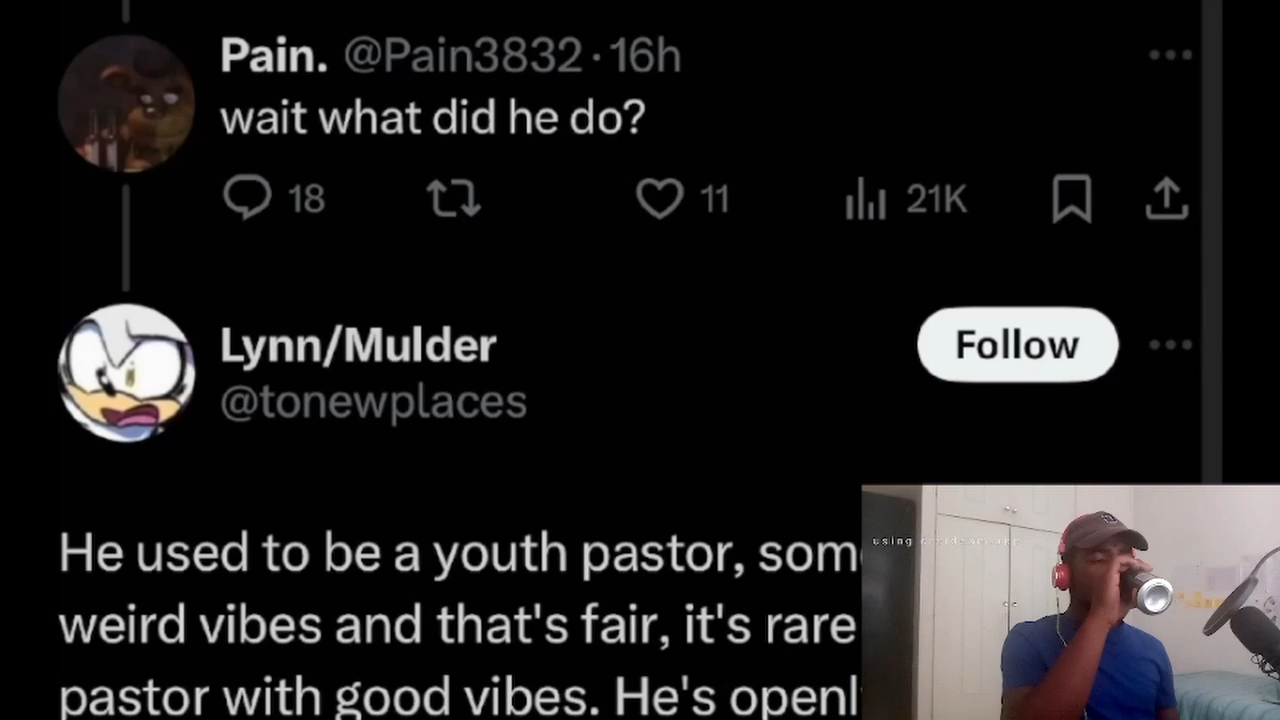 Pain. @Pain3832 · 16h
wait what did he do?
18 11 21K
Lynn/Mulder
Follow
@tonewplaces
He used to be a youth pastor, som
weird vibes and that's fair, it's rare
pastor with good vibes. He's openl
using